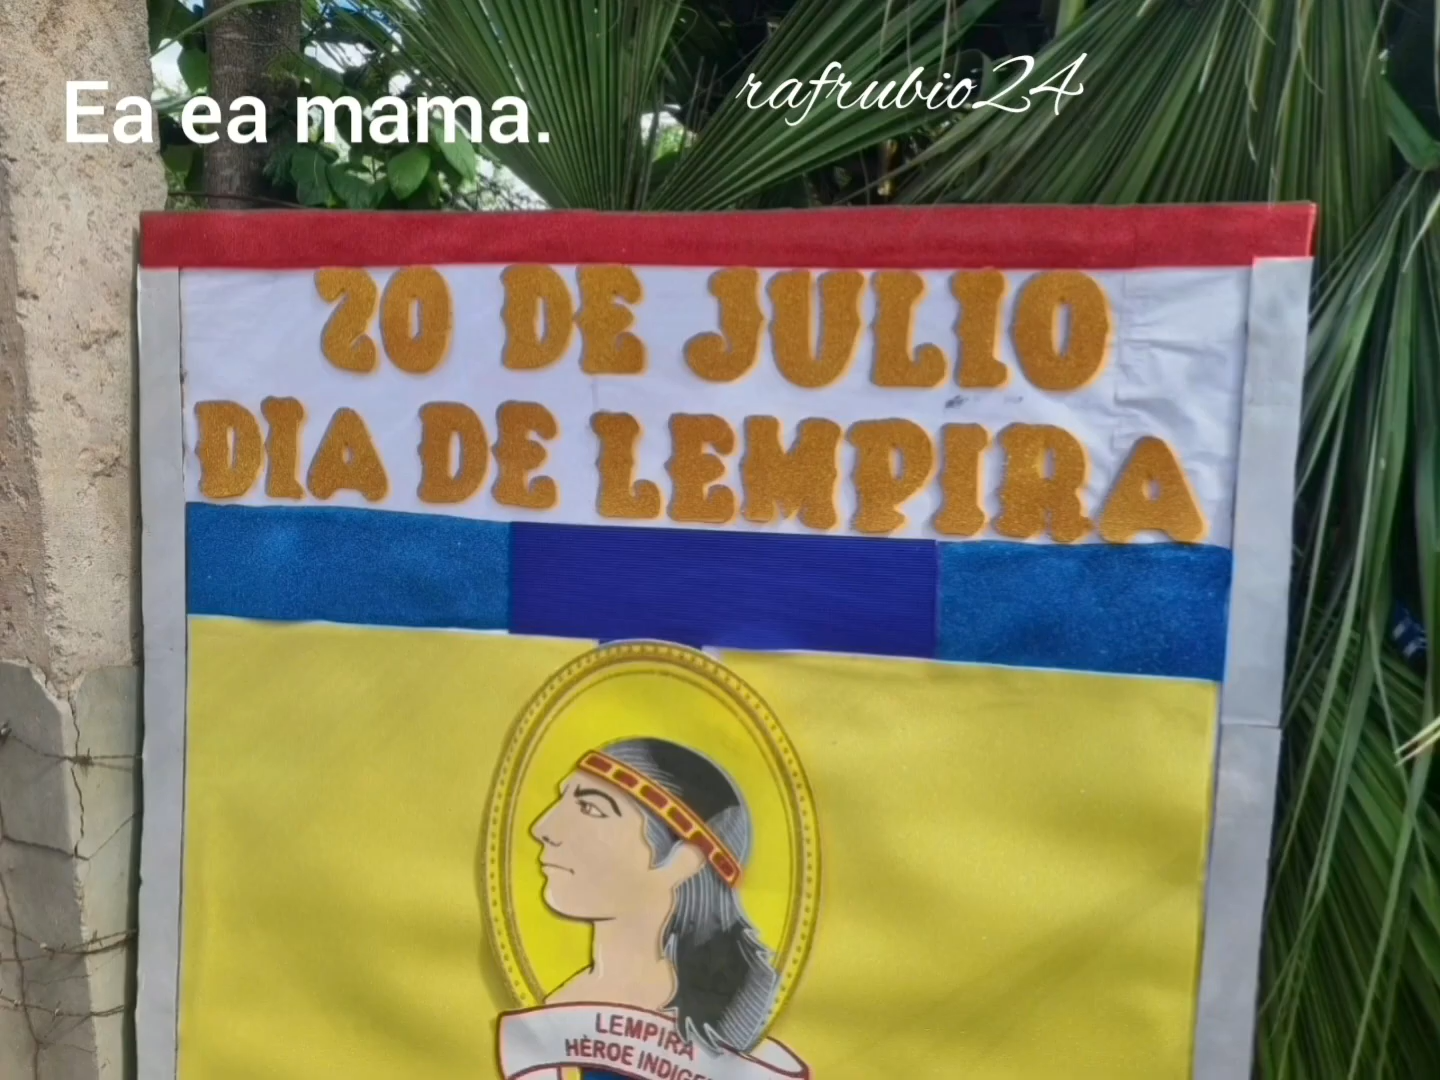 Ea ea mama.
rafrubio24
20 DE JULIO
DIA DE LEMPIRA
LEMPIRA
HÈROE